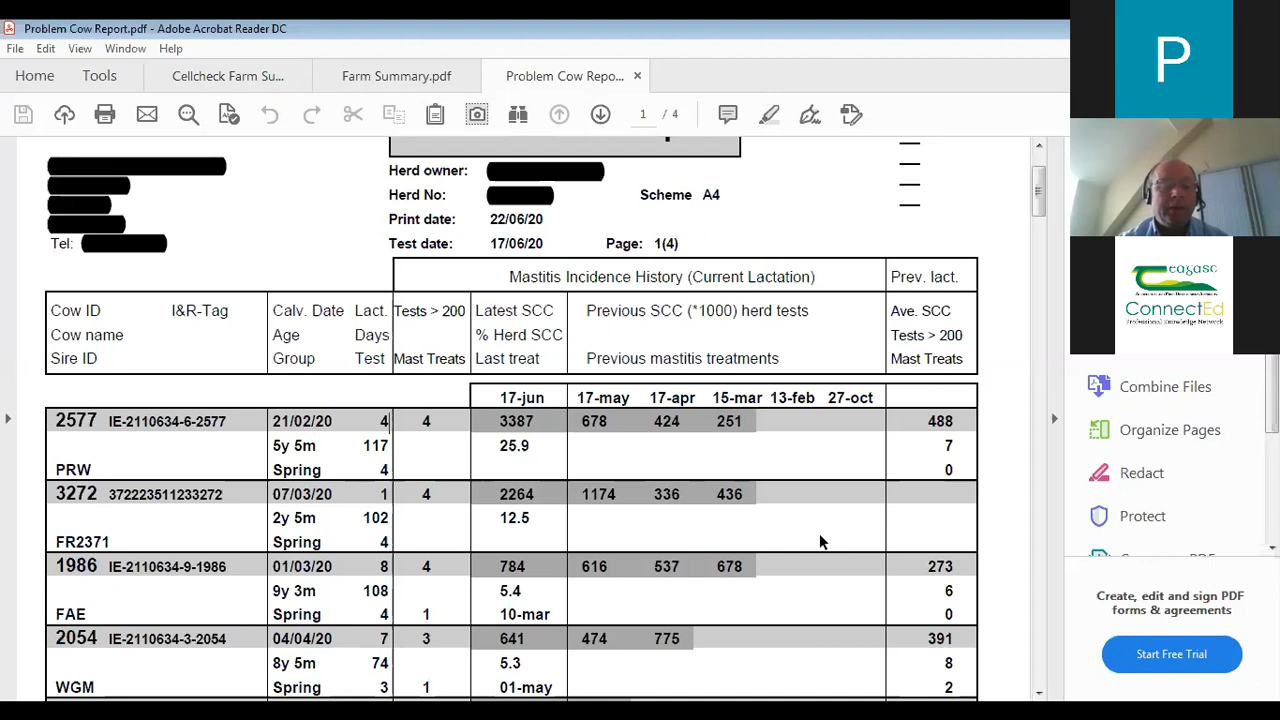 Problem Cow Report.pdf - Adobe Acrobat Reader DC
File Edit View Window Help
Home Tools Cellcheck Farm Su... Farm Summary.pdf Problem Cow Repo... ×
1 / 4
Herd owner:
Herd No: Scheme A4
Print date: 22/06/20
Tel: Test date: 17/06/20 Page: 1(4)
Mastitis Incidence History (Current Lactation) Prev. lact.
Cow ID I&R-Tag Calv. Date Lact. Tests > 200 Latest SCC Previous SCC (*1000) herd tests Ave. SCC
Cow name Age Days % Herd SCC Tests > 200
Sire ID Group Test Mast Treats Last treat Previous mastitis treatments Mast Treats
17-jun 17-may 17-apr 15-mar 13-feb 27-oct
2577 IE-2110634-6-2577 21/02/20 4 4 3387 678 424 251 488
5y 5m 117 25.9 7
PRW Spring 4 0
3272 372223511233272 07/03/20 1 4 2264 1174 336 436
2y 5m 102 12.5
FR2371 Spring 4
1986 IE-2110634-9-1986 01/03/20 8 4 784 616 537 678 273
9y 3m 108 5.4 6
FAE Spring 4 1 10-mar 0
2054 IE-2110634-3-2054 04/04/20 7 3 641 474 775 391
8y 5m 74 5.3 8
WGM Spring 3 1 01-may 2
P
eagasc
ConnectEd
Professional Knowledge Network
Combine Files
Organize Pages
Redact
Protect
Create, edit and sign PDF
forms & agreements
Start Free Trial